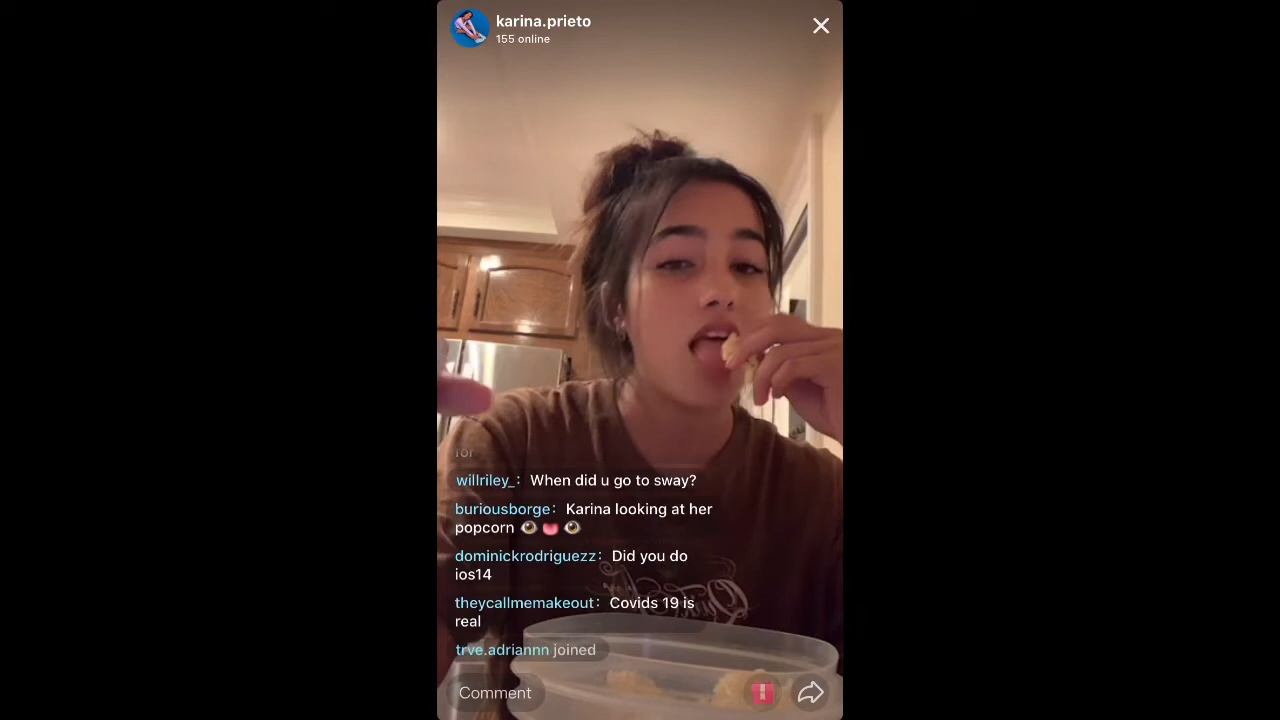 karina.prieto
155 online
for
willriley_: When did u go to sway?
buriousborge: Karina looking at her
popcorn 👁👅👁
dominickrodriguezz: Did you do
ios14
theycallmemakeout: Covids 19 is
real
trve.adriannn joined
Comment